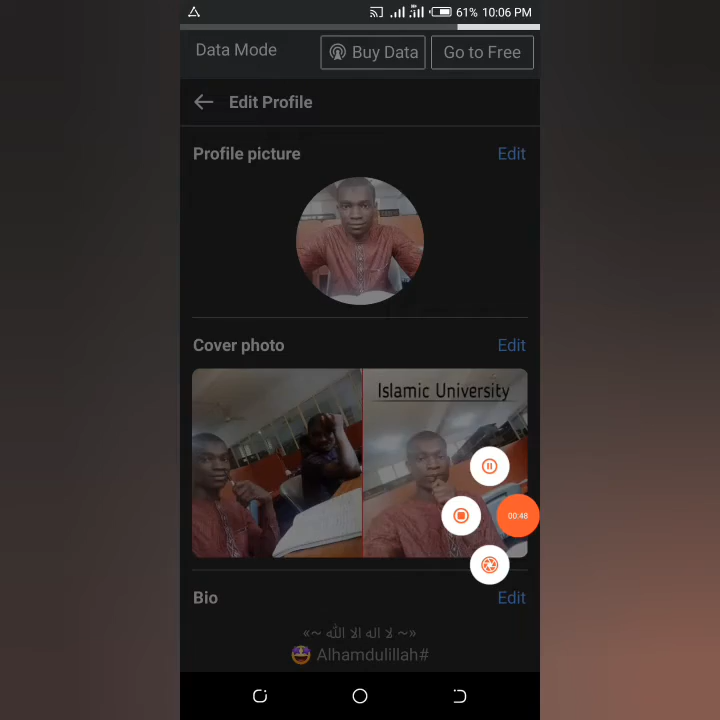 61% 10:06 PM
Data Mode
Buy Data
Go to Free
Edit Profile
Profile picture
Edit
Cover photo
Edit
Islamic University
00:48
Bio
Edit
«~ لا اله الا الله ~»
🤩 Alhamdulillah#